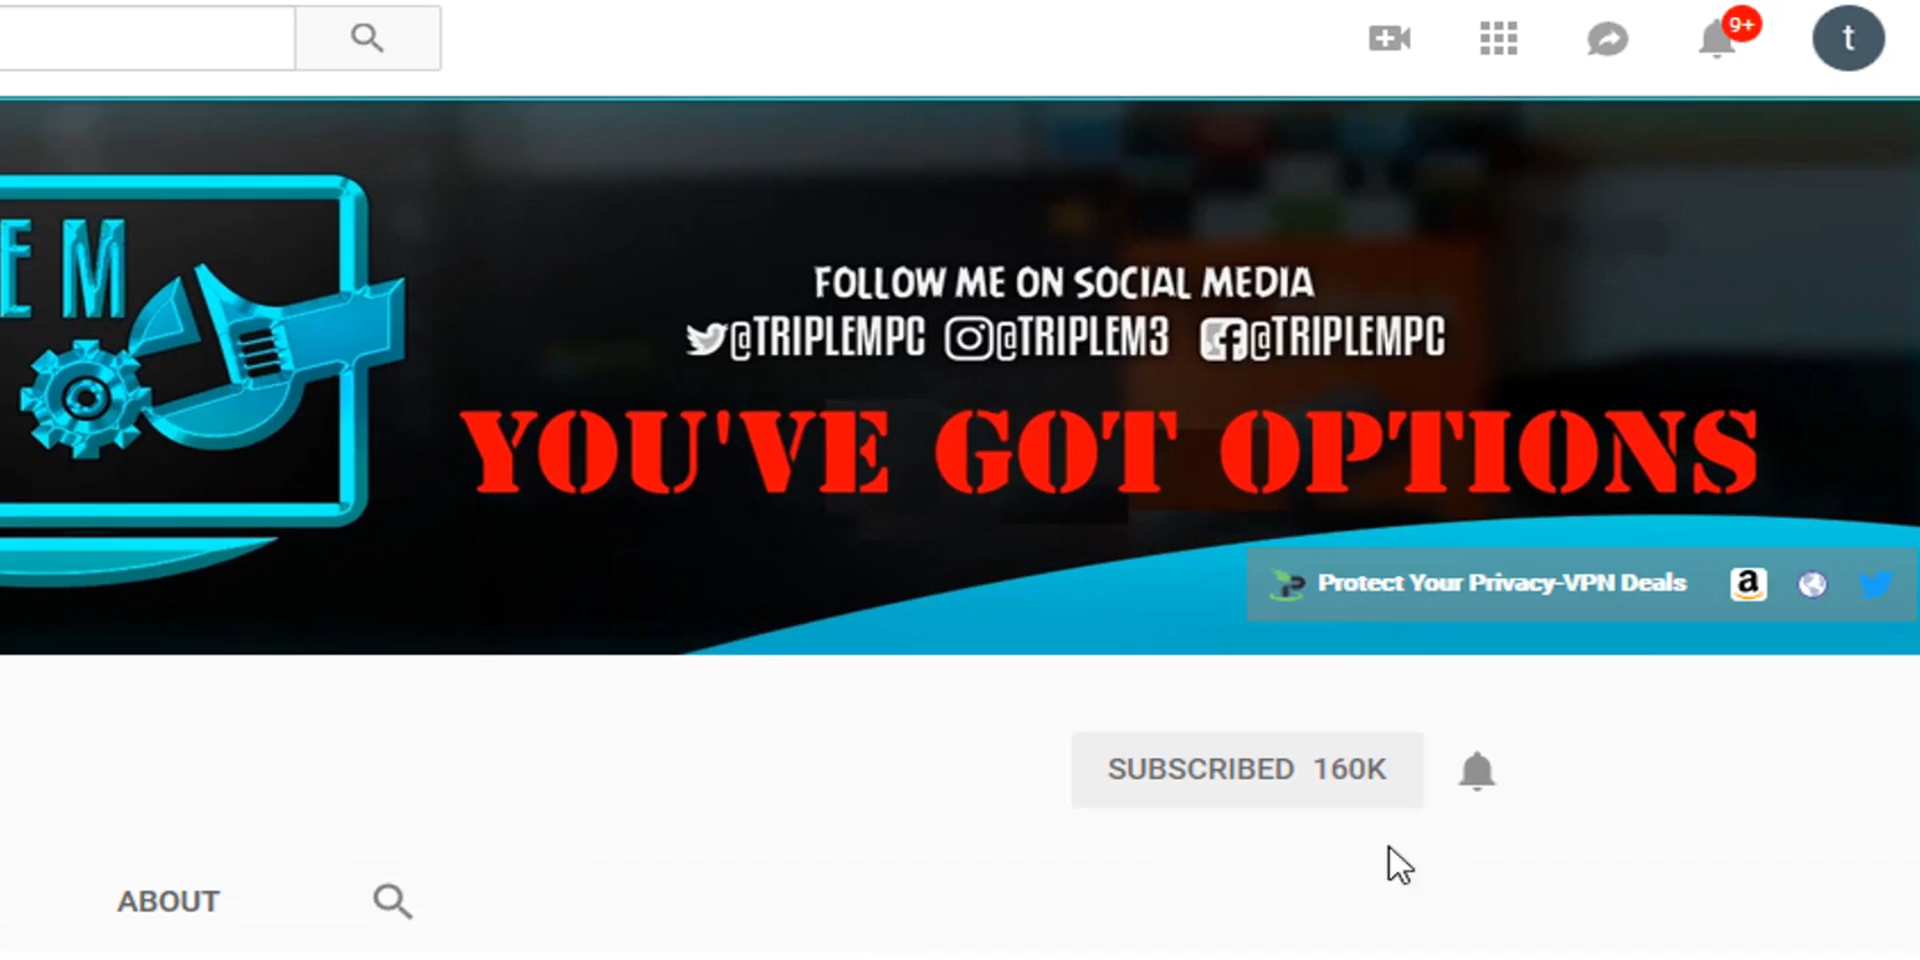 9+
t
E M
FOLLOW ME ON SOCIAL MEDIA
@TRIPLEMPC @TRIPLEM3 @TRIPLEMPC
YOU'VE GOT OPTIONS
Protect Your Privacy-VPN Deals
SUBSCRIBED 160K
ABOUT